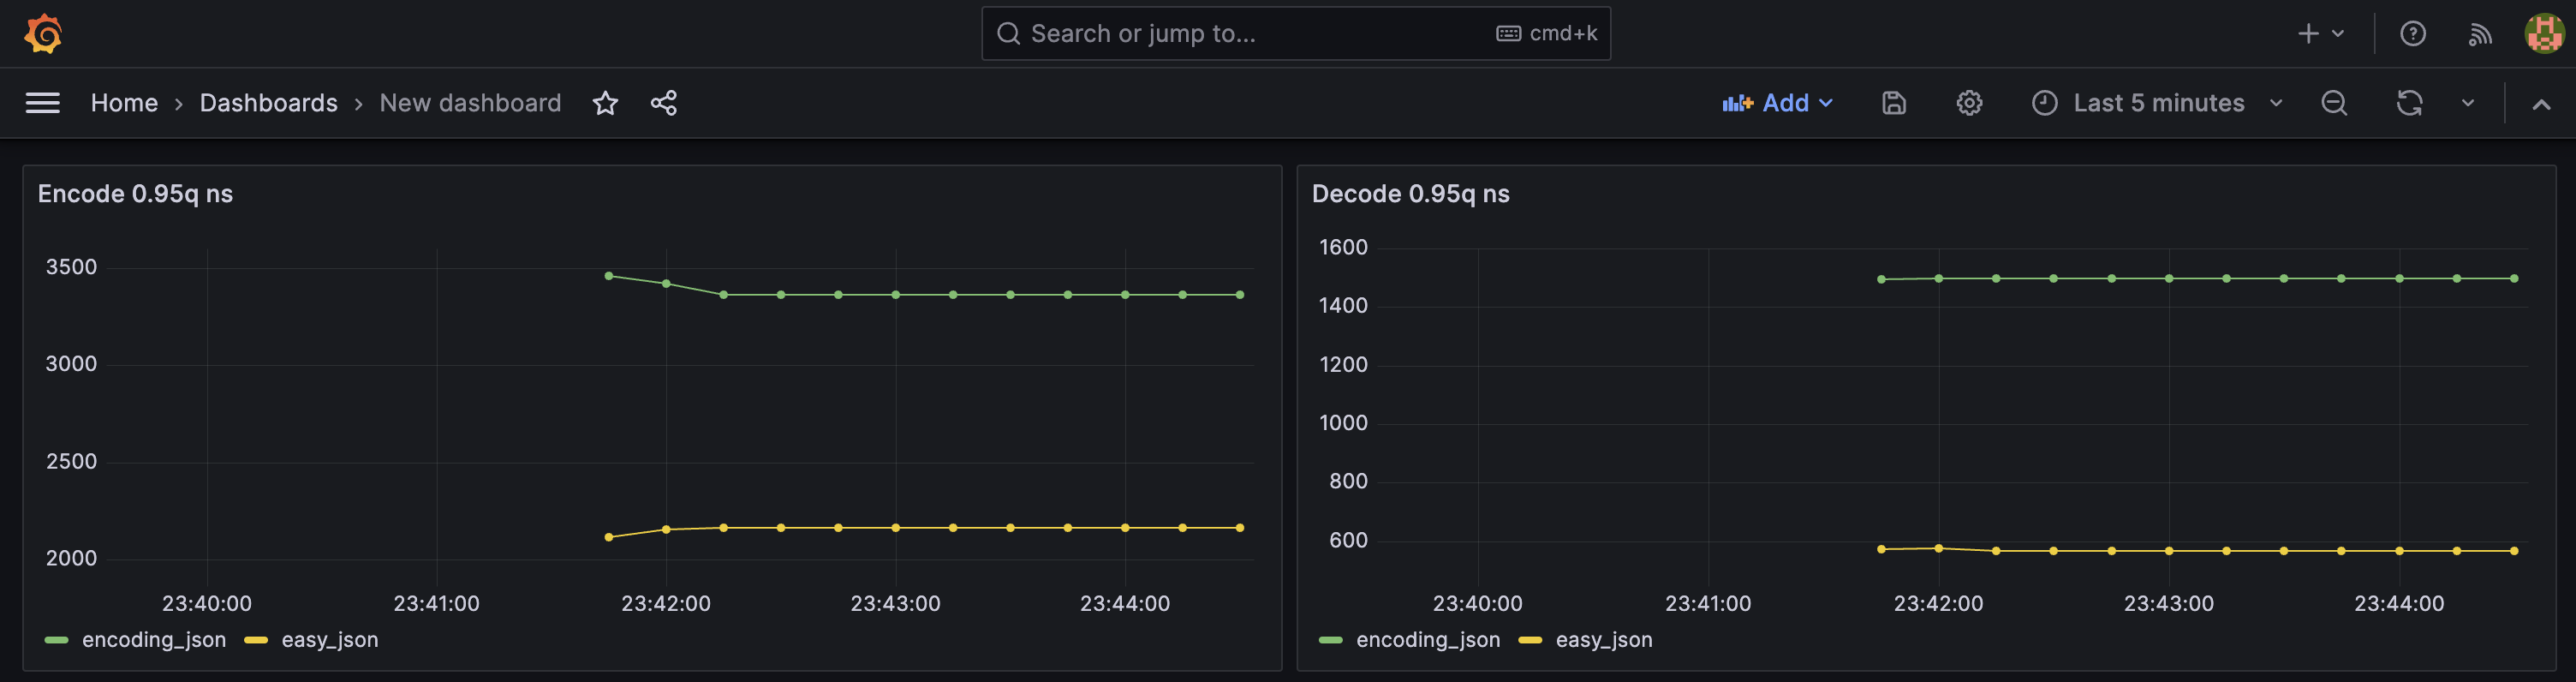 Search or jump to... cmd+k
Home › Dashboards › New dashboard Add Last 5 minutes
Encode 0.95q ns
3500
3000
2500
2000
23:40:00 23:41:00 23:42:00 23:43:00 23:44:00
encoding_json easy_json
Decode 0.95q ns
1600
1400
1200
1000
800
600
23:40:00 23:41:00 23:42:00 23:43:00 23:44:00
encoding_json easy_json